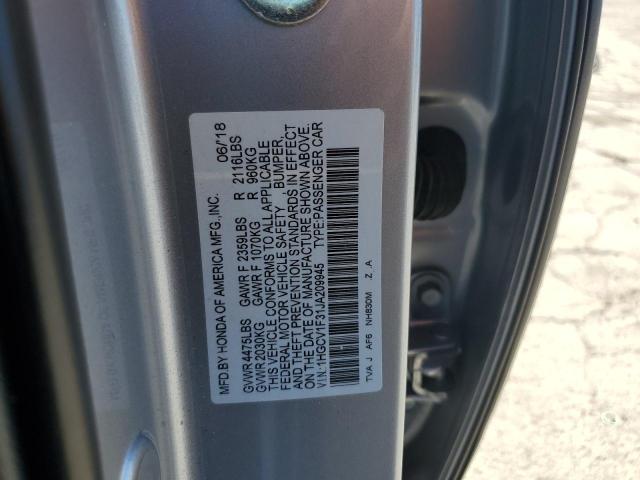 MFD.BY HONDA OF AMERICA MFG.,INC. 06/'18
GVWR 4475LBS GAWR F 2359LBS R 2116LBS
GVWR 2030KG GAWR F 1070KG R 960KG
THIS VEHICLE CONFORMS TO ALL APPLICABLE
FEDERAL MOTOR VEHICLE SAFETY BUMPER,
AND THEFT PREVENTION STANDARDS IN EFFECT
ON THE DATE OF MANUFACTURE SHOWN ABOVE.
V.I.N.:1HGCV1F31JA209945 TYPE:PASSENGER CAR
TVA J AF6 NH830M .Z .A